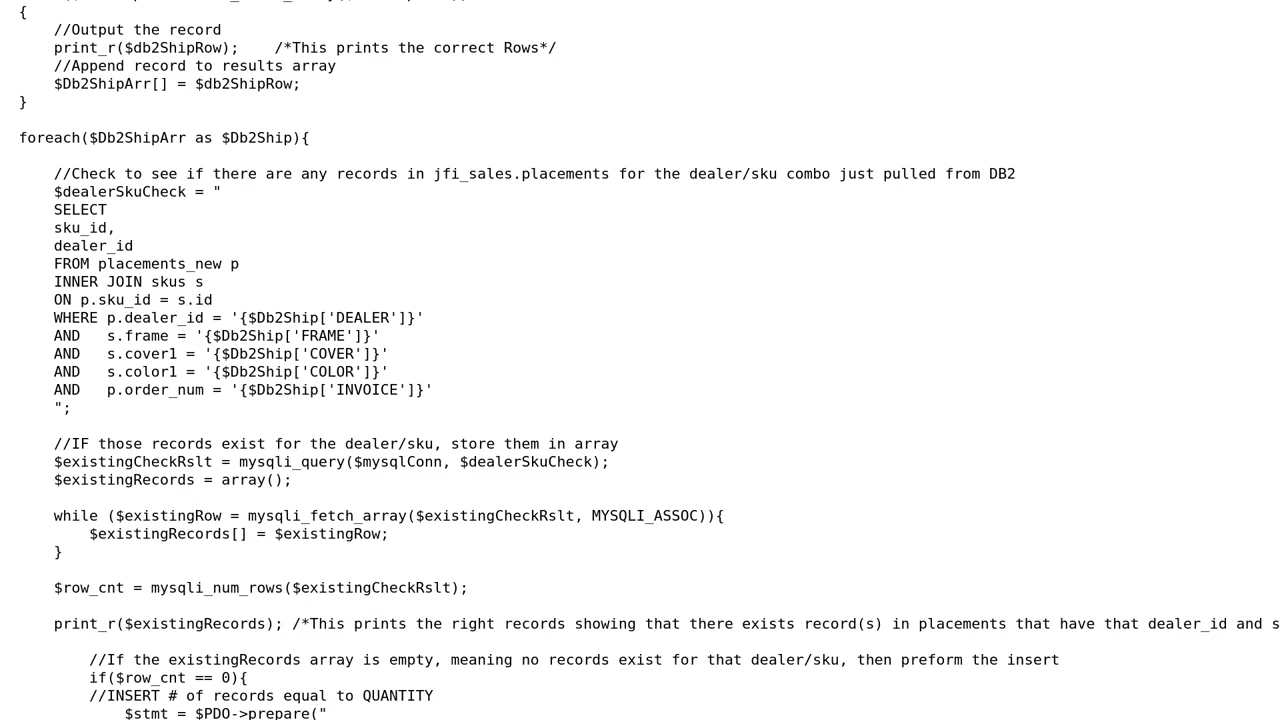 {
    //Output the record
    print_r($db2ShipRow);    /*This prints the correct Rows*/
    //Append record to results array
    $Db2ShipArr[] = $db2ShipRow;
}
foreach($Db2ShipArr as $Db2Ship){
    //Check to see if there are any records in jfi_sales.placements for the dealer/sku combo just pulled from DB2
    $dealerSkuCheck = "
    SELECT
    sku_id,
    dealer_id
    FROM placements_new p
    INNER JOIN skus s
    ON p.sku_id = s.id
    WHERE p.dealer_id = '{$Db2Ship['DEALER']}'
    AND   s.frame = '{$Db2Ship['FRAME']}'
    AND   s.cover1 = '{$Db2Ship['COVER']}'
    AND   s.color1 = '{$Db2Ship['COLOR']}'
    AND   p.order_num = '{$Db2Ship['INVOICE']}'
    ";
    //IF those records exist for the dealer/sku, store them in array
    $existingCheckRslt = mysqli_query($mysqlConn, $dealerSkuCheck);
    $existingRecords = array();
    while ($existingRow = mysqli_fetch_array($existingCheckRslt, MYSQLI_ASSOC)){
        $existingRecords[] = $existingRow;
    }
    $row_cnt = mysqli_num_rows($existingCheckRslt);
    print_r($existingRecords); /*This prints the right records showing that there exists record(s) in placements that have that dealer_id and s
        //If the existingRecords array is empty, meaning no records exist for that dealer/sku, then preform the insert
        if($row_cnt == 0){
        //INSERT # of records equal to QUANTITY
            $stmt = $PDO->prepare("